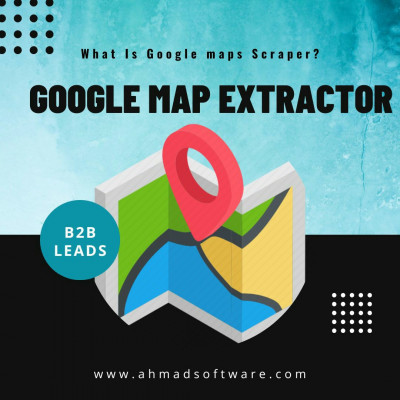 What Is Google maps Scraper?
GOOGLE MAP EXTRACTOR
B2B
LEADS
www.ahmadsoftware.com